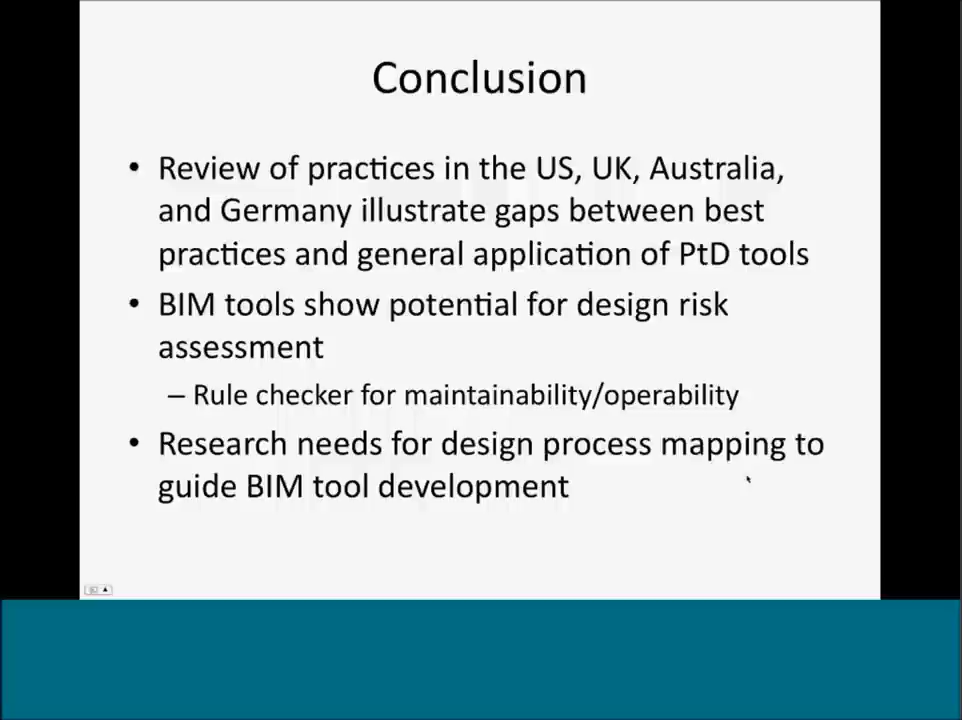 Conclusion
• Review of practices in the US, UK, Australia,
and Germany illustrate gaps between best
practices and general application of PtD tools
• BIM tools show potential for design risk
assessment
– Rule checker for maintainability/operability
• Research needs for design process mapping to
guide BIM tool development